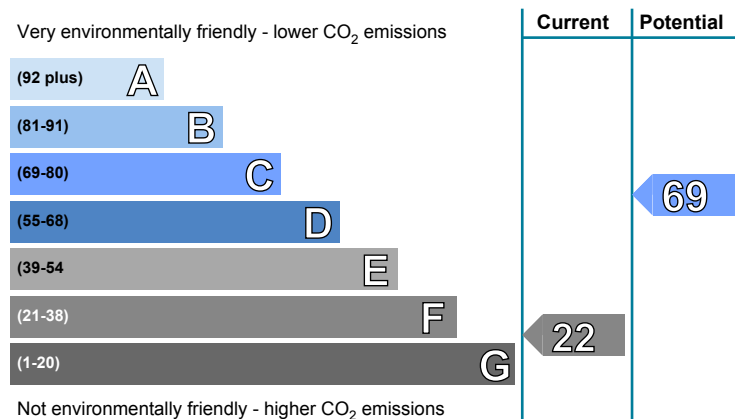 Very environmentally friendly - lower CO₂ emissions
Current
Potential
(92 plus) A
(81-91) B
(69-80) C
(55-68) D
(39-54 E
(21-38) F
(1-20) G
22
69
Not environmentally friendly - higher CO₂ emissions